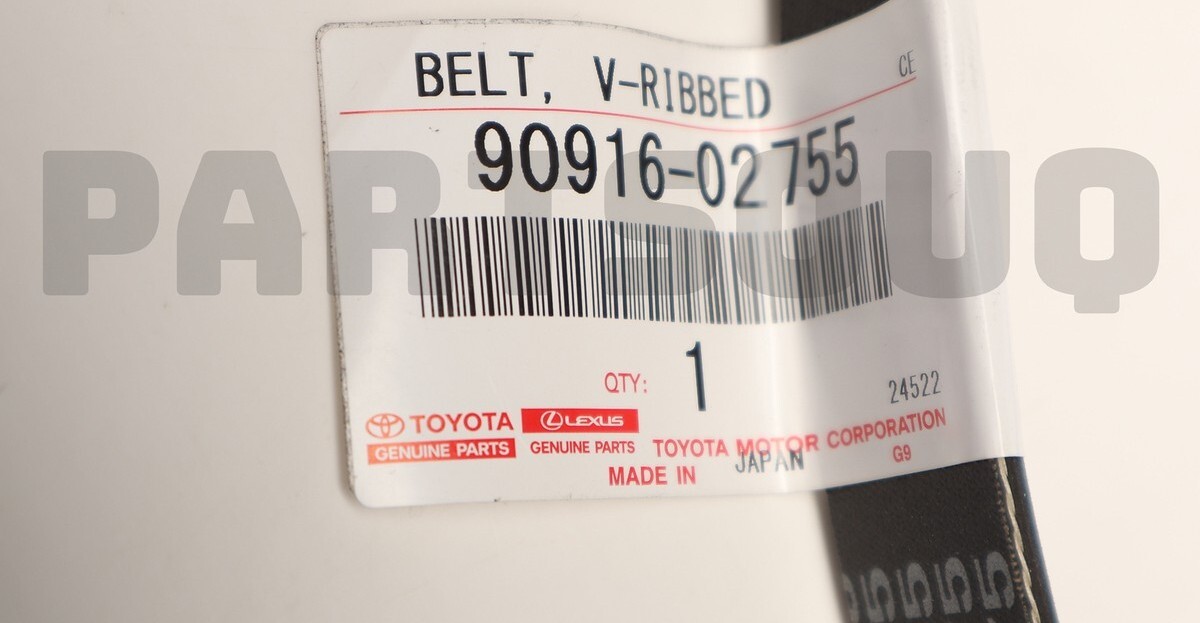 BELT, V-RIBBED
CE
90916-02755
PARTSOUQ
QTY: 1
24522
TOYOTA LEXUS
GENUINE PARTS GENUINE PARTS TOYOTA MOTOR CORPORATION
MADE IN JAPAN G9
5555